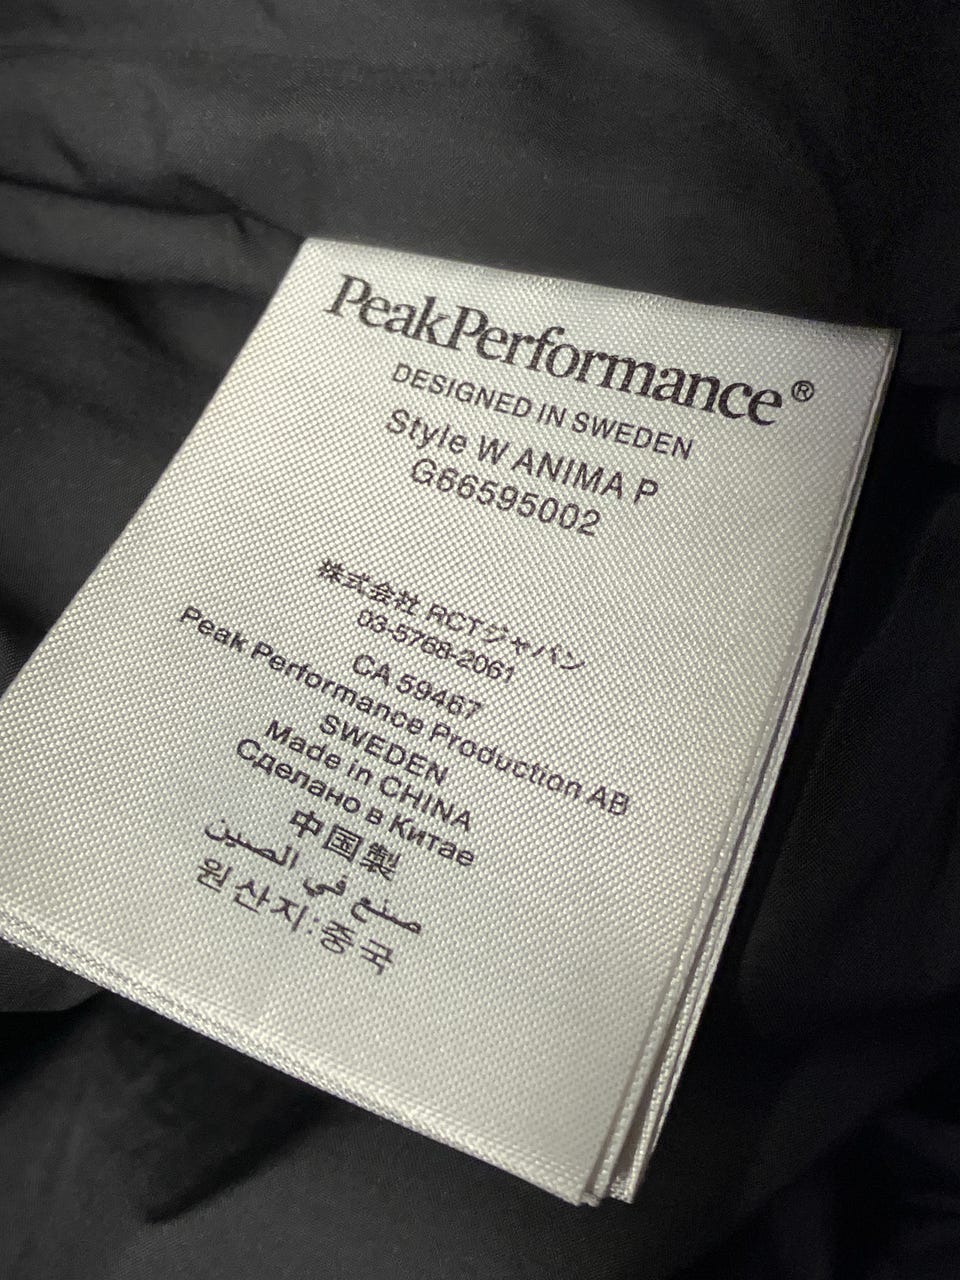 PeakPerformance®
DESIGNED IN SWEDEN
Style W ANIMA P
G66595002
株式会社 RCTジャパン
03-5768-2061
CA 59467
Peak Performance Production AB
SWEDEN
Made in CHINA
Сделано в Китае
中国製
صنع في الصين
원산지:중국